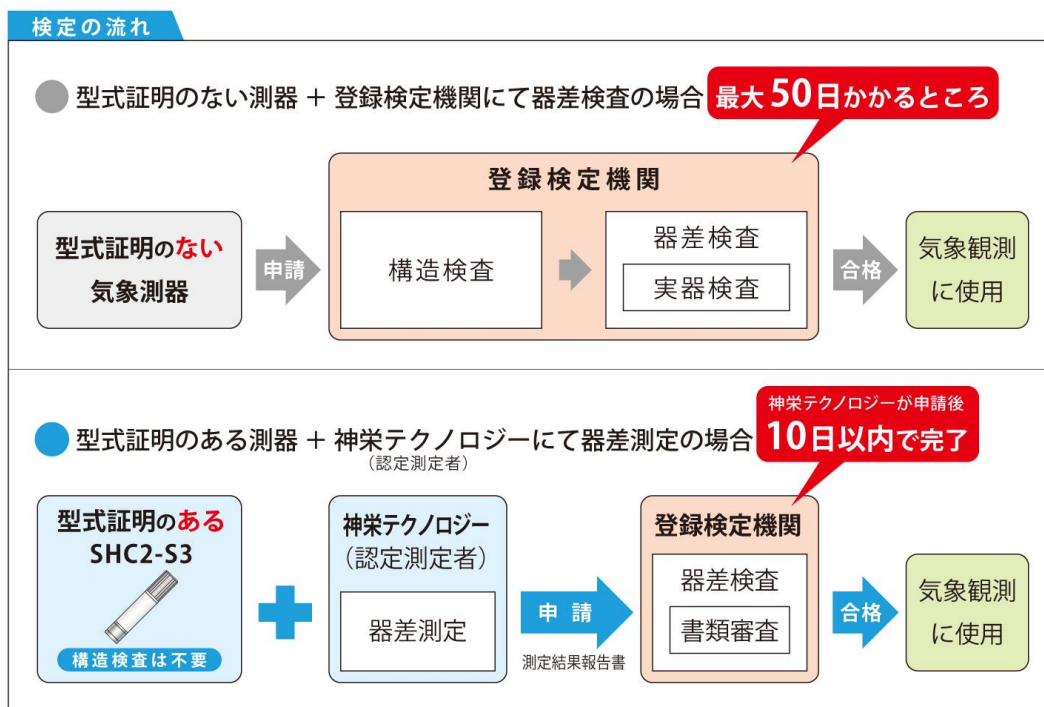 検定の流れ
型式証明のない測器 + 登録検定機関にて器差検査の場合
最大50日かかるところ
型式証明のない
気象測器
申請
登録検定機関
構造検査
器差検査
実器検査
合格
気象観測
に使用
型式証明のある測器 + 神栄テクノロジーにて器差測定の場合
(認定測定者)
神栄テクノロジーが申請後
10日以内で完了
型式証明のある
SHC2-S3
構造検査は不要
神栄テクノロジー
(認定測定者)
器差測定
申請
測定結果報告書
登録検定機関
器差検査
書類審査
合格
気象観測
に使用